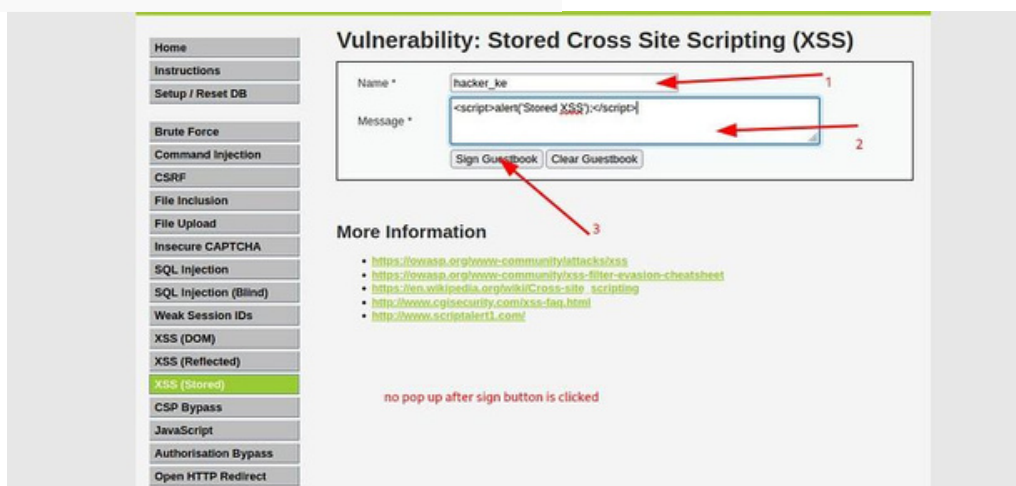 Vulnerability: Stored Cross Site Scripting (XSS)
Home
Instructions
Setup / Reset DB
Brute Force
Command Injection
CSRF
File Inclusion
File Upload
Insecure CAPTCHA
SQL Injection
SQL Injection (Blind)
Weak Session IDs
XSS (DOM)
XSS (Reflected)
XSS (Stored)
CSP Bypass
JavaScript
Authorisation Bypass
Open HTTP Redirect
Name *
hacker_ke
1
Message *
<script>alert('Stored XSS');</script>
2
Sign Guestbook
Clear Guestbook
3
More Information
https://owasp.org/www-community/attacks/xss
https://owasp.org/www-community/xss-filter-evasion-cheatsheet
https://en.wikipedia.org/wiki/Cross-site_scripting
http://www.cgisecurity.com/xss-faq.html
http://www.scriptalert1.com/
no pop up after sign button is clicked